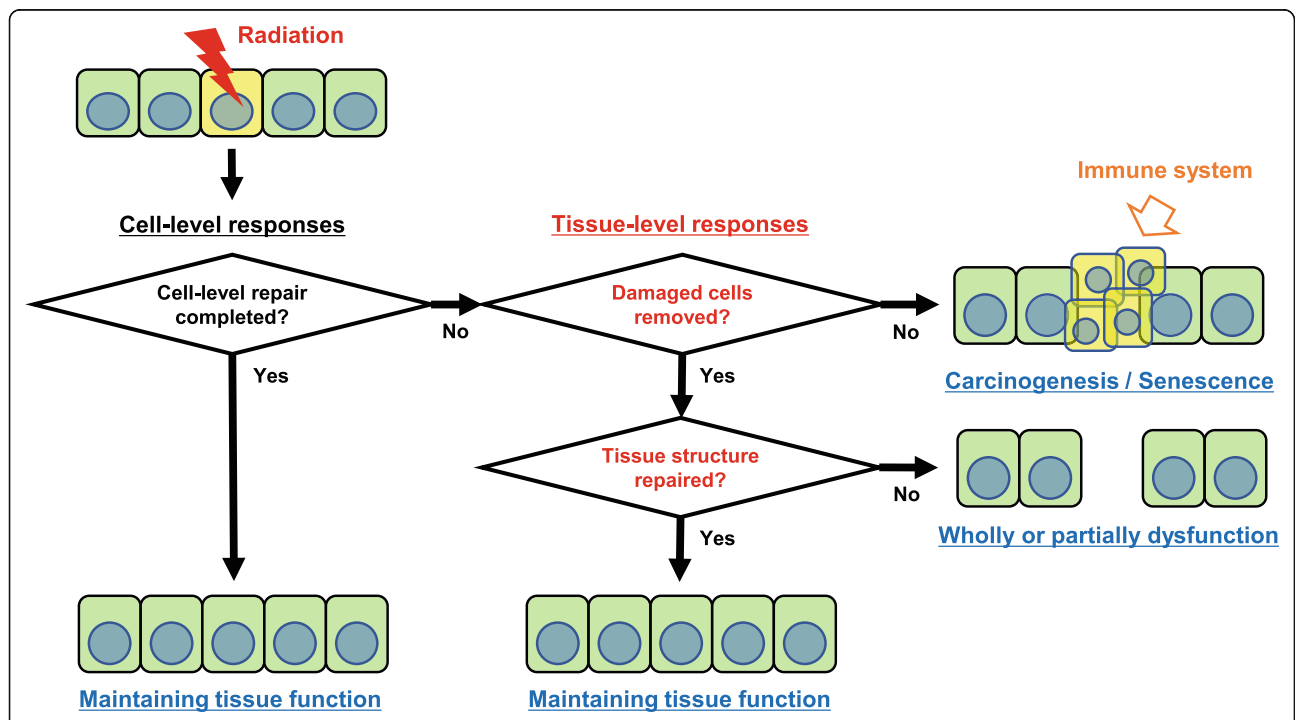 Radiation
Immune system
Cell-level responses
Tissue-level responses
Cell-level repair
completed?
No
Damaged cells
removed?
No
Carcinogenesis / Senescence
Yes
Yes
Tissue structure
repaired?
No
Wholly or partially dysfunction
Yes
Maintaining tissue function
Maintaining tissue function